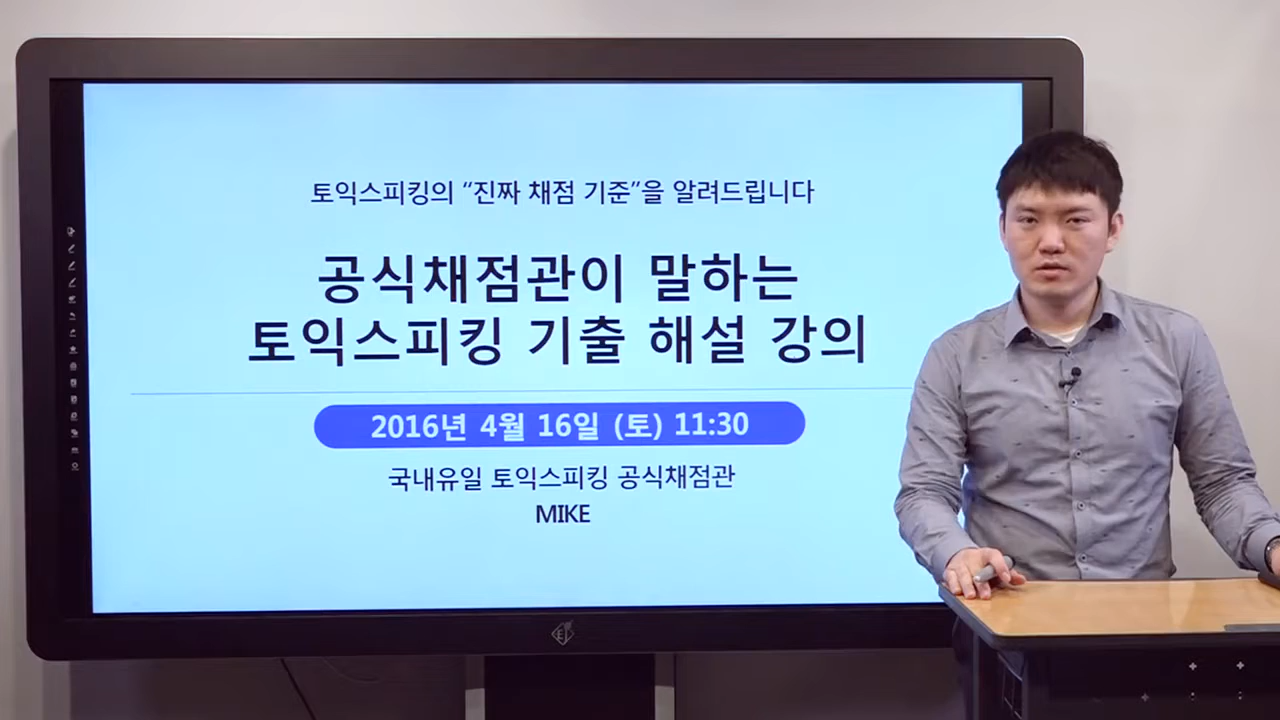 토익스피킹의 “진짜 채점 기준”을 알려드립니다
공식채점관이 말하는
토익스피킹 기출 해설 강의
2016년 4월 16일 (토) 11:30
국내유일 토익스피킹 공식채점관
MIKE